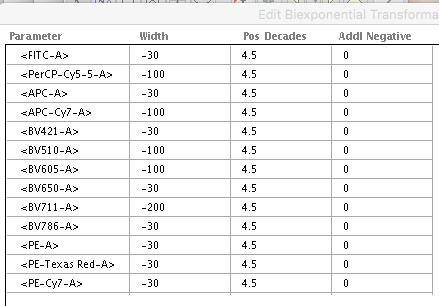 Edit Biexponential Transforma
Parameter Width Pos Decades Addl Negative
<FITC-A> -30 4.5 0
<PerCP-Cy5-5-A> -100 4.5 0
<APC-A> -30 4.5 0
<APC-Cy7-A> -100 4.5 0
<BV421-A> -30 4.5 0
<BV510-A> -100 4.5 0
<BV605-A> -100 4.5 0
<BV650-A> -30 4.5 0
<BV711-A> -200 4.5 0
<BV786-A> -30 4.5 0
<PE-A> -30 4.5 0
<PE-Texas Red-A> -30 4.5 0
<PE-Cy7-A> -30 4.5 0